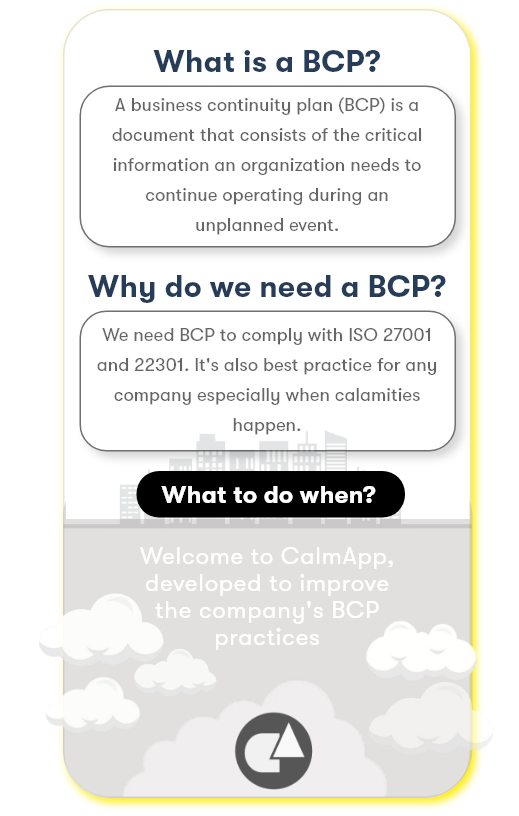 What is a BCP?
A business continuity plan (BCP) is a
document that consists of the critical
information an organization needs to
continue operating during an
unplanned event.
Why do we need a BCP?
We need BCP to comply with ISO 27001
and 22301. It's also best practice for any
company especially when calamities
happen.
What to do when?
Welcome to CalmApp,
developed to improve
the company's BCP
practices